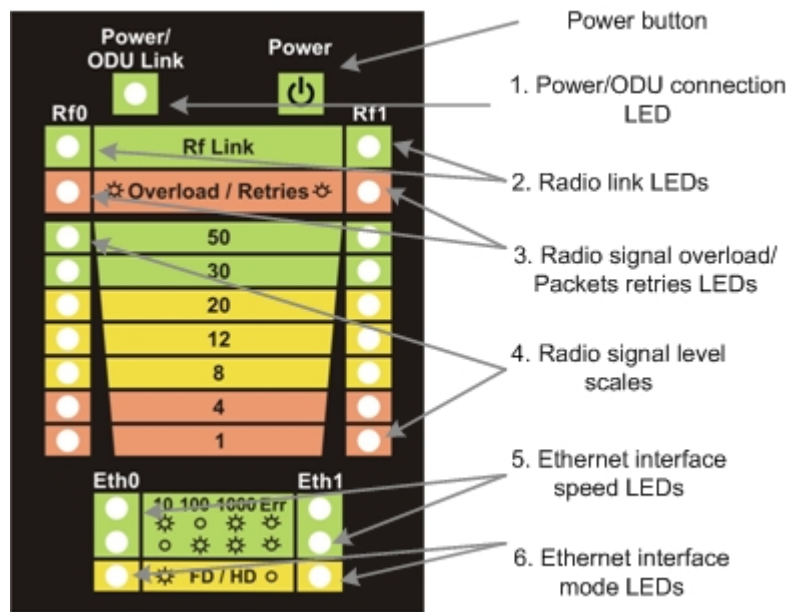 Power/
ODU Link
Power
Rf0
Rf1
Rf Link
Overload / Retries
50
30
20
12
8
4
1
Eth0
Eth1
10 100 1000 Err
FD / HD
Power button
1. Power/ODU connection
LED
2. Radio link LEDs
3. Radio signal overload/
Packets retries LEDs
4. Radio signal level
scales
5. Ethernet interface
speed LEDs
6. Ethernet interface
mode LEDs